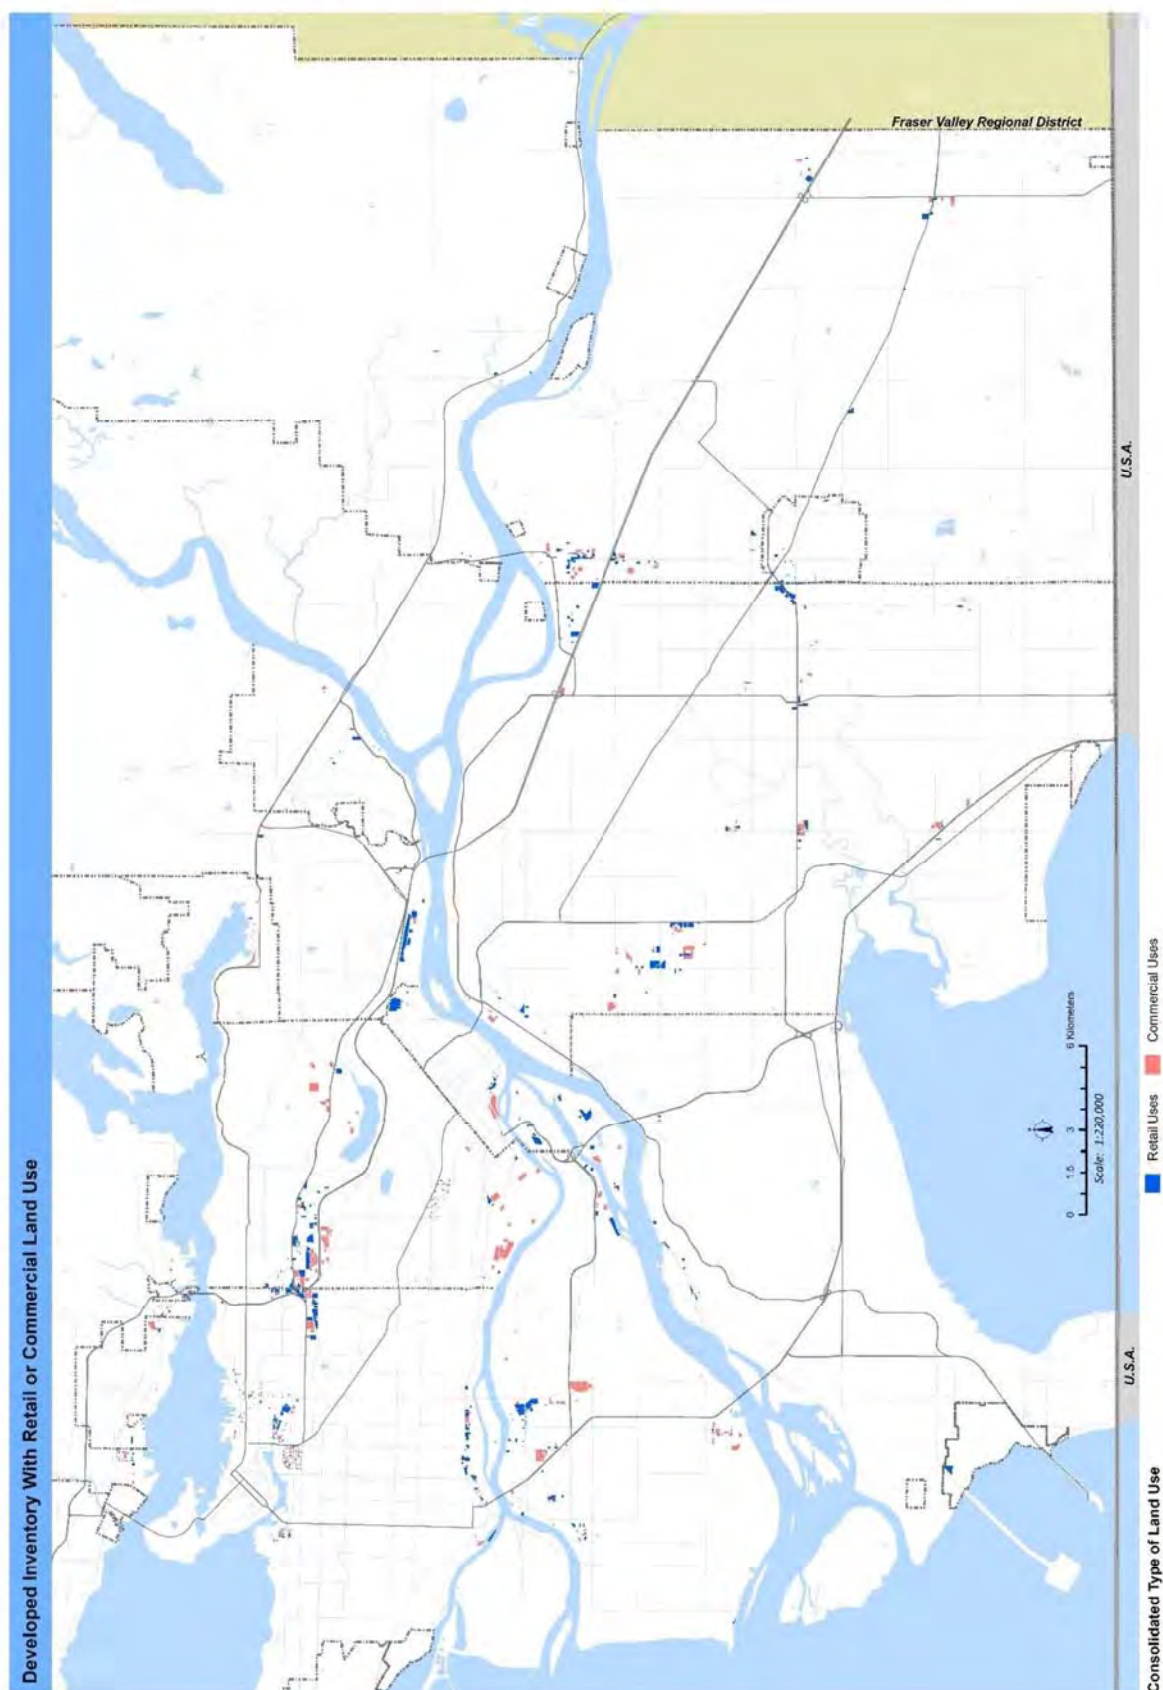 Developed Inventory With Retail or Commercial Land Use
Fraser Valley Regional District
U.S.A.
U.S.A.
0 1.5 3 6 Kilometers
Scale: 1:220,000
Consolidated Type of Land Use
Retail Uses
Commercial Uses